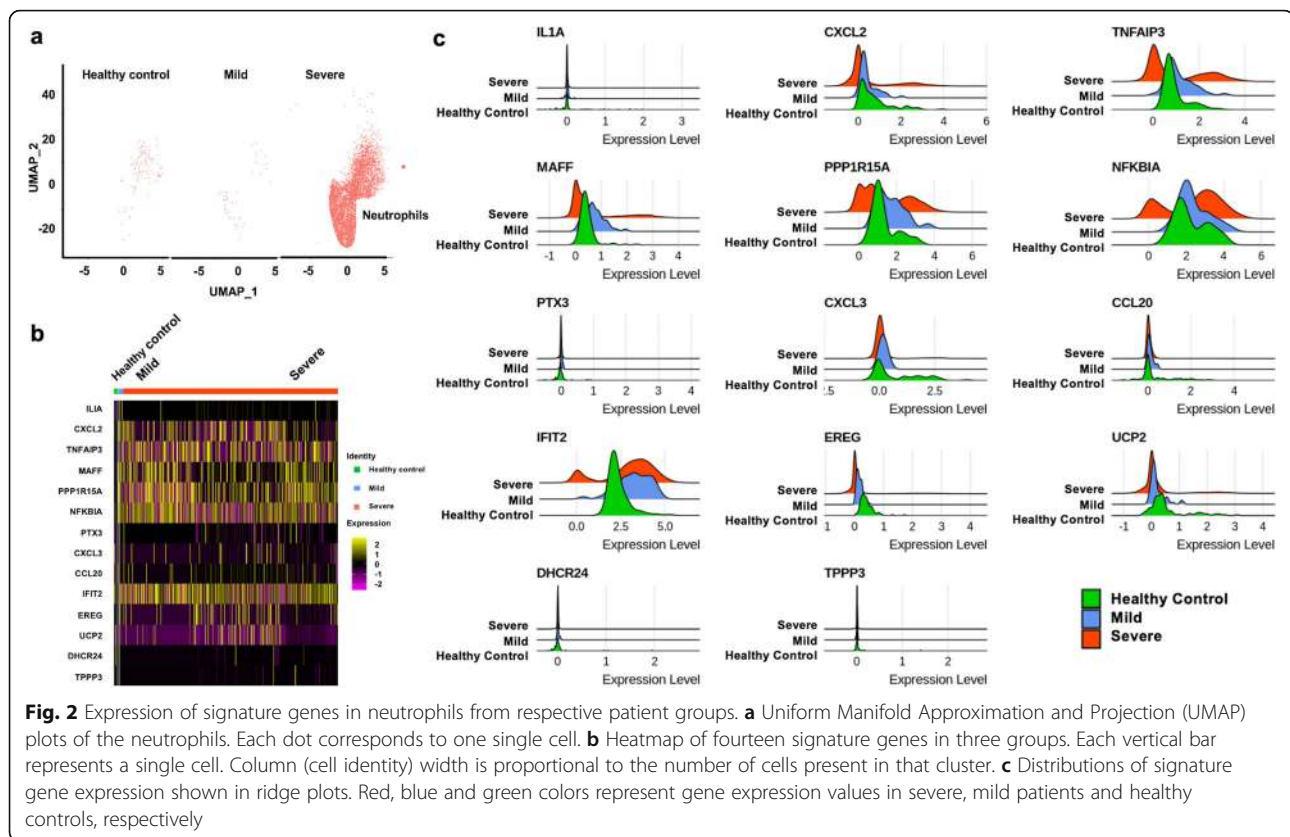 a
Healthy control Mild Severe
40
20
0
-20
UMAP_2
Neutrophils
-5 0 5 -5 0 5 -5 0 5
UMAP_1
b
Healthy control
Mild
Severe
ILIA
CXCL2
TNFAIP3
MAFF
PPP1R15A
NFKBIA
PTX3
CXCL3
CCL20
IFIT2
EREG
UCP2
DHCR24
TPPP3
Identity
Healthy control
Mild
Severe
Expression
2
1
0
-1
-2
c
IL1A
Severe
Mild
Healthy Control
0 1 2 3
Expression Level
CXCL2
Severe
Mild
Healthy Control
0 2 4 6
Expression Level
TNFAIP3
Severe
Mild
Healthy Control
0 2 4
Expression Level
MAFF
Severe
Mild
Healthy Control
-1 0 1 2 3 4
Expression Level
PPP1R15A
Severe
Mild
Healthy Control
0 2 4 6
Expression Level
NFKBIA
Severe
Mild
Healthy Control
0 2 4 6
Expression Level
PTX3
Severe
Mild
Healthy Control
0 1 2 3 4
Expression Level
CXCL3
Severe
Mild
Healthy Control
2.5 0.0 2.5
Expression Level
CCL20
Severe
Mild
Healthy Control
0 2 4
Expression Level
IFIT2
Severe
Mild
Healthy Control
0.0 2.5 5.0
Expression Level
EREG
Severe
Mild
Healthy Control
1 0 1 2 3 4
Expression Level
UCP2
Severe
Mild
Healthy Control
-1 0 1 2 3 4
Expression Level
DHCR24
Severe
Mild
Healthy Control
0 1 2
Expression Level
TPPP3
Severe
Mild
Healthy Control
0 1 2
Expression Level
Healthy Control
Mild
Severe
Fig. 2 Expression of signature genes in neutrophils from respective patient groups. a Uniform Manifold Approximation and Projection (UMAP)
plots of the neutrophils. Each dot corresponds to one single cell. b Heatmap of fourteen signature genes in three groups. Each vertical bar
represents a single cell. Column (cell identity) width is proportional to the number of cells present in that cluster. c Distributions of signature
gene expression shown in ridge plots. Red, blue and green colors represent gene expression values in severe, mild patients and healthy
controls, respectively